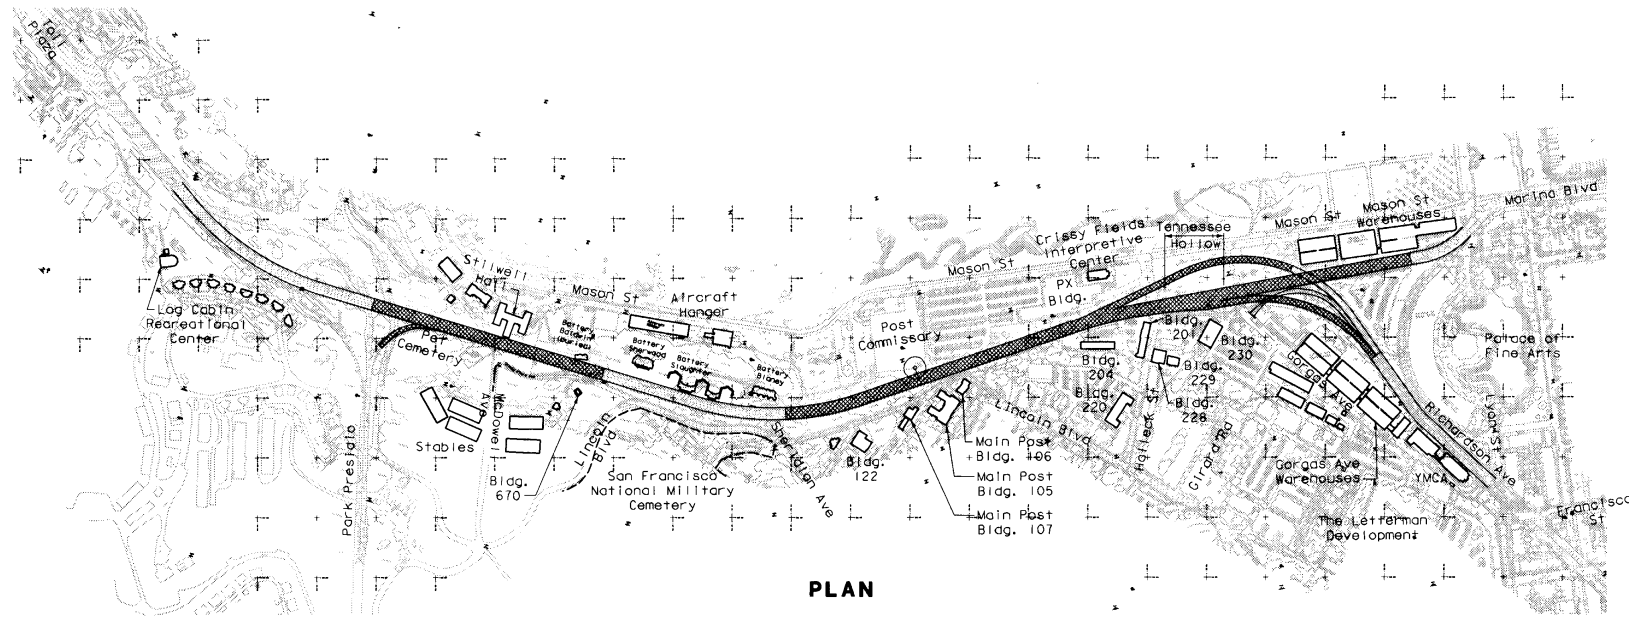 Toll
Plaza
Log Cabin
Recreational
Center
Park Presidio
Pet
Cemetery
Stilwell
Hall
Mason St
Battery
Baldwin
(buried)
Battery
Sherwood
Battery
Slaughter
Battery
Blaney
Aircraft
Hanger
Stables
McDowell
Ave
Bldg.
670
Lincoln
Blvd
San Francisco
National Military
Cemetery
Sheridan Ave
Bldg.
122
Post
Commissary
Main Post
Bldg. 106
Main Post
Bldg. 105
Main Post
Bldg. 107
Mason St
Crissy Fields
Interpretive
Center
PX
Bldg.
Tennessee
Hollow
Lincoln Blvd
Bldg.
204
Bldg.
220
Bldg.
201
Bldg.
230
Bldg.
229
Bldg.
228
Halleck St
Girard Rd
Mason St
Mason St
Warehouses
Marina Blvd
Gorgas Ave
Gorgas Ave
Warehouses
The Letterman
Development
YMCA
Richardson Ave
Lyon St
Palace of
Fine Arts
Francisco
St
PLAN